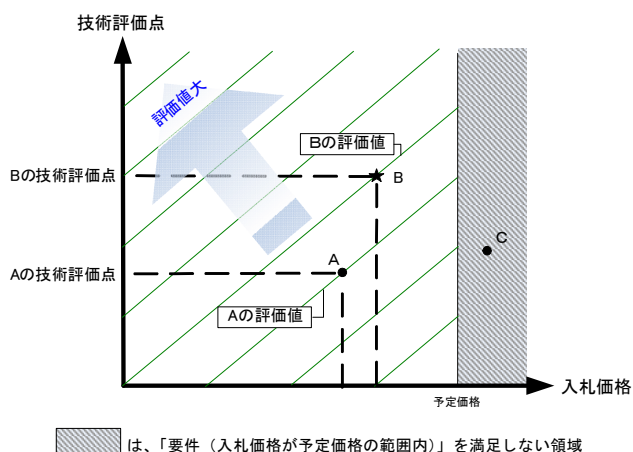 技術評価点
評価値大
Bの評価値
Bの技術評価点
B
C
A
Aの技術評価点
Aの評価値
入札価格
予定価格
は、「要件（入札価格が予定価格の範囲内）」を満足しない領域